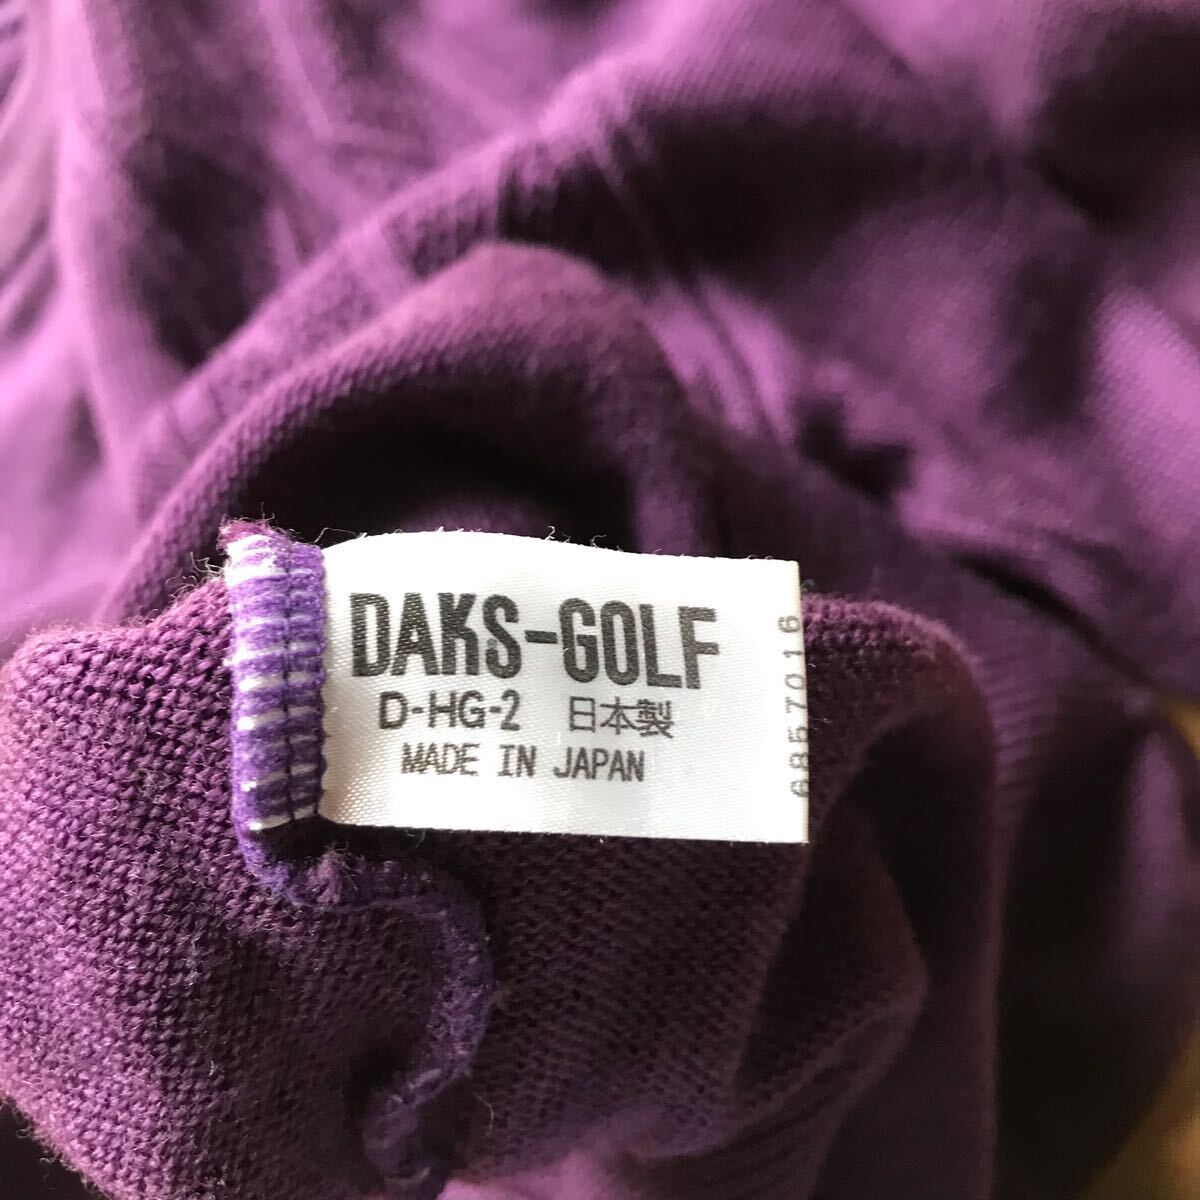 DAKS-GOLF
D-HG-2 日本製
MADE IN JAPAN
6857016